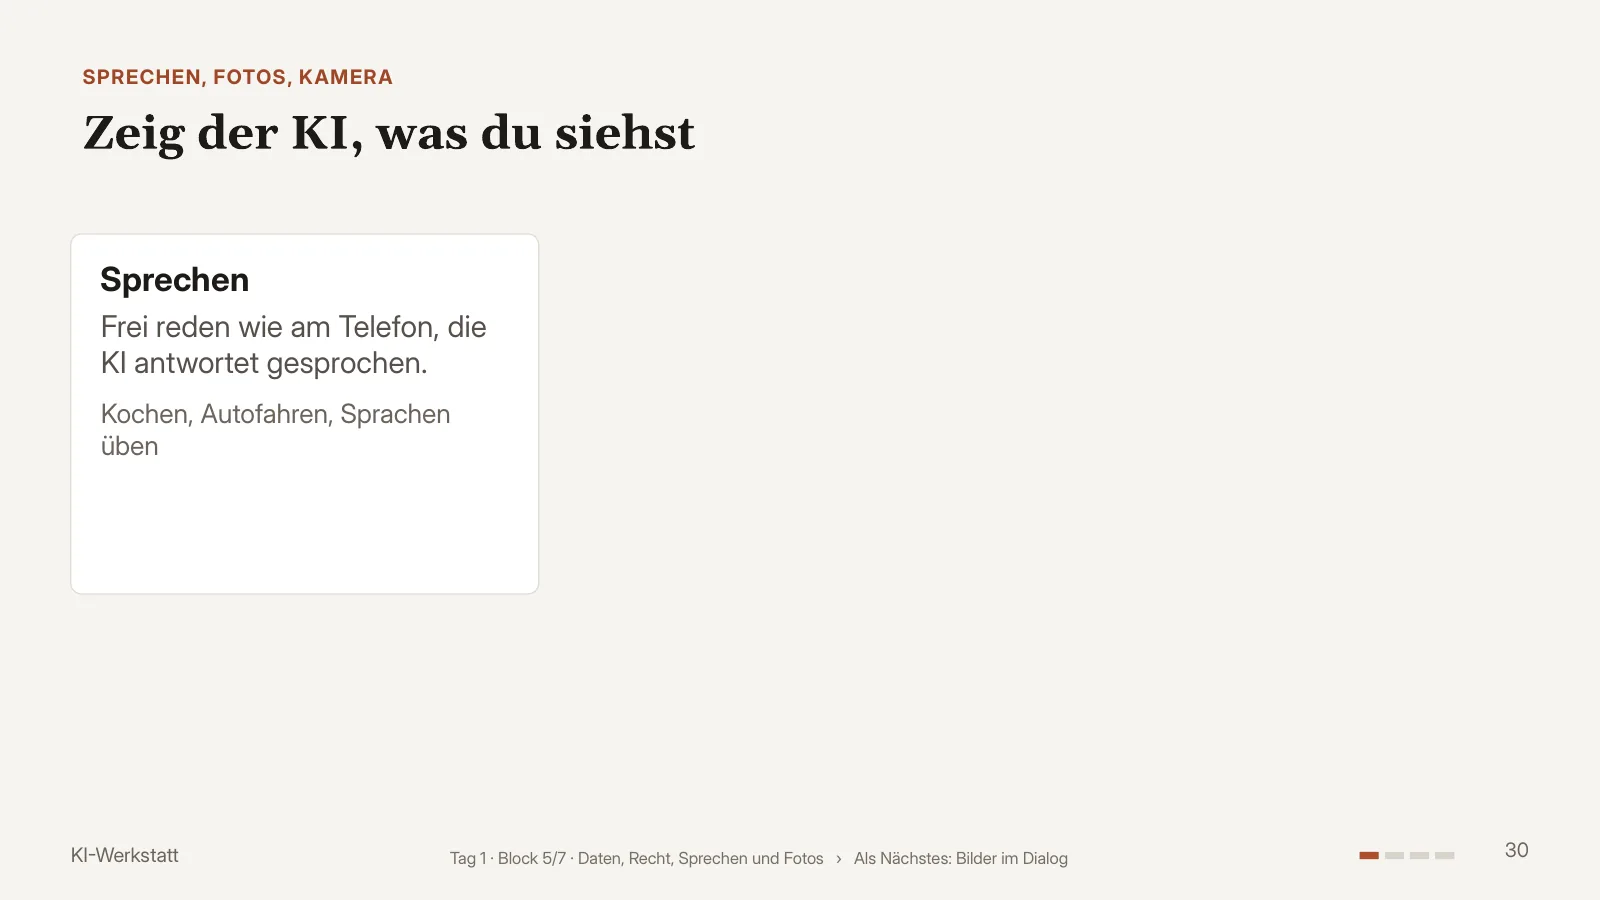 SPRECHEN, FOTOS, KAMERA
Zeig der KI, was du siehst
Sprechen
Frei reden wie am Telefon, die
KI antwortet gesprochen.
Kochen, Autofahren, Sprachen
üben
KI-Werkstatt
Tag 1 · Block 5/7 · Daten, Recht, Sprechen und Fotos › Als Nächstes: Bilder im Dialog
30